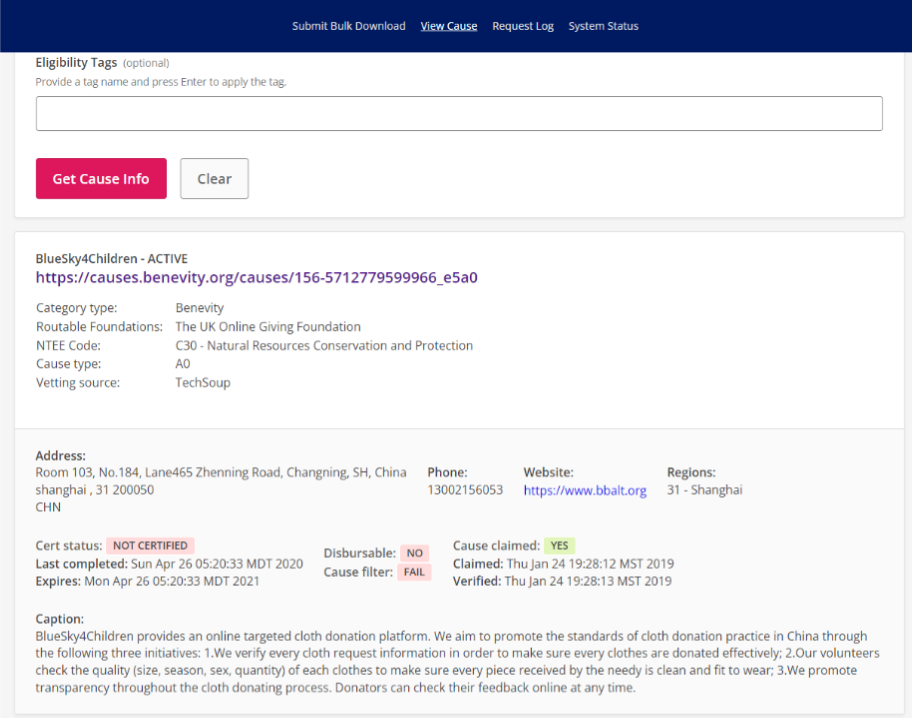 Submit Bulk Download View Cause Request Log System Status
Eligibility Tags (optional)
Provide a tag name and press Enter to apply the tag.
Get Cause Info Clear
BlueSky4Children - ACTIVE
https://causes.benevity.org/causes/156-5712779599966_e5a0
Category type: Benevity
Routable Foundations: The UK Online Giving Foundation
NTEE Code: C30 - Natural Resources Conservation and Protection
Cause type: A0
Vetting source: TechSoup
Address:
Room 103, No.184, Lane465 Zhenning Road, Changning, SH, China
shanghai , 31 200050
CHN
Phone:
13002156053
Website:
https://www.bbalt.org
Regions:
31 - Shanghai
Cert status: NOT CERTIFIED
Last completed: Sun Apr 26 05:20:33 MDT 2020
Expires: Mon Apr 26 05:20:33 MDT 2021
Disbursable: NO
Cause filter: FAIL
Cause claimed: YES
Claimed: Thu Jan 24 19:28:12 MST 2019
Verified: Thu Jan 24 19:28:13 MST 2019
Caption:
BlueSky4Children provides an online targeted cloth donation platform. We aim to promote the standards of cloth donation practice in China through
the following three initiatives: 1.We verify every cloth request information in order to make sure every clothes are donated effectively; 2.Our volunteers
check the quality (size, season, sex, quantity) of each clothes to make sure every piece received by the needy is clean and fit to wear; 3.We promote
transparency throughout the cloth donating process. Donators can check their feedback online at any time.